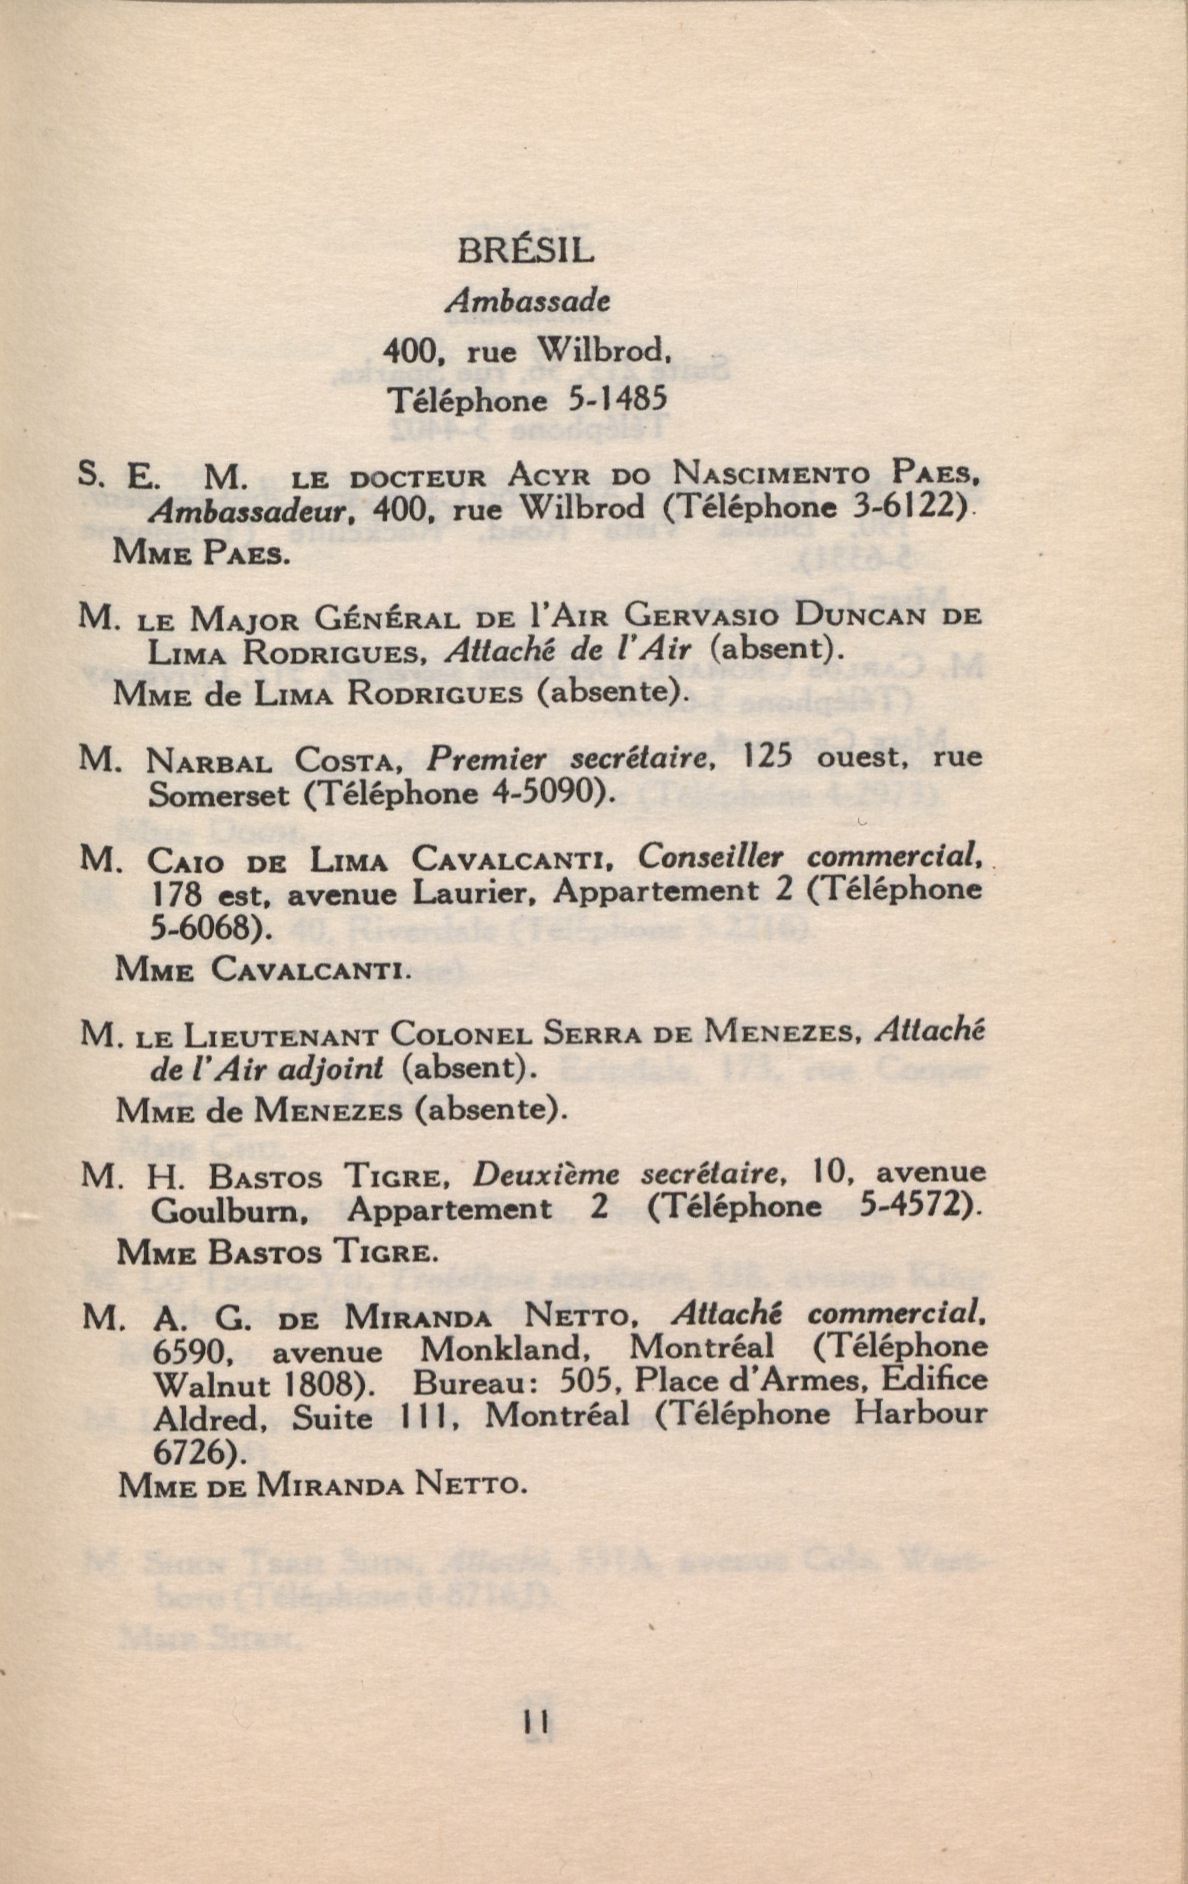 BRÉSIL
Ambassade
400, rue Wilbrod,
Téléphone 5-1485
S. E. M. LE DOCTEUR ACYR DO NASCIMENTO PAES,
Ambassadeur, 400, rue Wilbrod (Téléphone 3-6122).
MME PAES.
M. LE MAJOR GÉNÉRAL DE l'AIR GERVASIO DUNCAN DE
LIMA RODRIGUES, Attaché de l'Air (absent).
MME de LIMA RODRIGUES (absente).
M. NARBAL COSTA, Premier secrétaire, 125 ouest, rue
Somerset (Téléphone 4-5090).
M. CAIO DE LIMA CAVALCANTI, Conseiller commercial,
178 est, avenue Laurier, Appartement 2 (Téléphone
5-6068).
MME CAVALCANTI.
M. LE LIEUTENANT COLONEL SERRA DE MENEZES, Attaché
de l'Air adjoint (absent).
MME de MENEZES (absente).
M. H. BASTOS TIGRE, Deuxième secrétaire, 10, avenue
Goulburn, Appartement 2 (Téléphone 5-4572).
MME BASTOS TIGRE.
M. A. G. DE MIRANDA NETTO, Attaché commercial,
6590, avenue Monkland, Montréal (Téléphone
Walnut 1808). Bureau: 505, Place d'Armes, Edifice
Aldred, Suite 111, Montréal (Téléphone Harbour
6726).
MME DE MIRANDA NETTO.
11